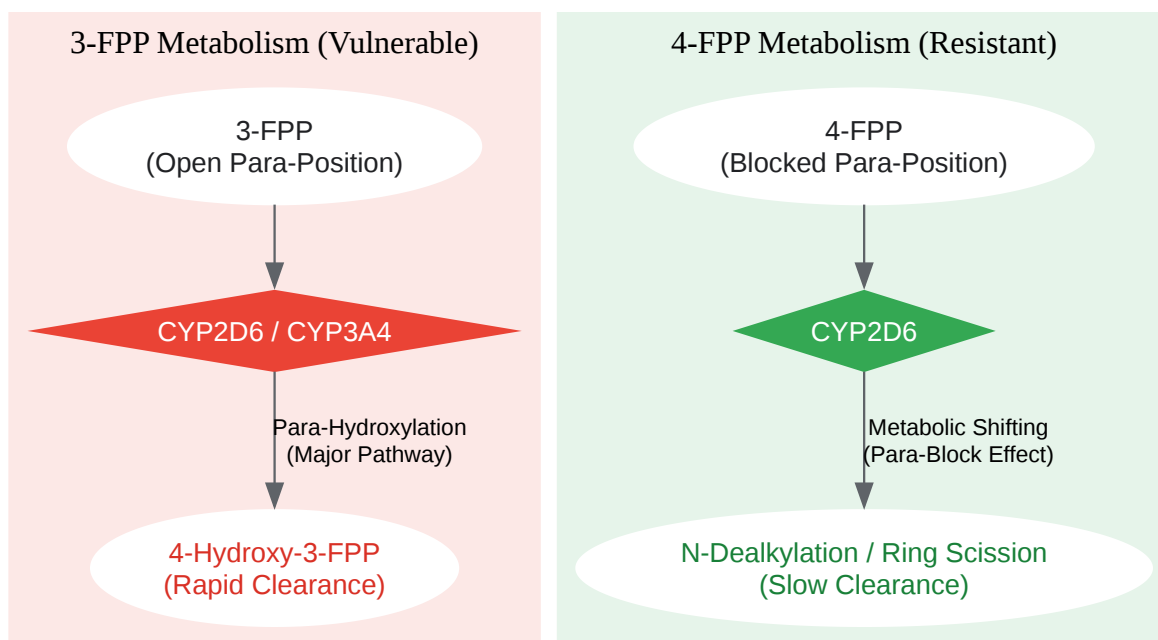 3-FPP Metabolism (Vulnerable)
3-FPP
(Open Para-Position)
CYP2D6 / CYP3A4
Para-Hydroxylation
(Major Pathway)
4-Hydroxy-3-FPP
(Rapid Clearance)
4-FPP Metabolism (Resistant)
4-FPP
(Blocked Para-Position)
CYP2D6
Metabolic Shifting
(Para-Block Effect)
N-Dealkylation / Ring Scission
(Slow Clearance)